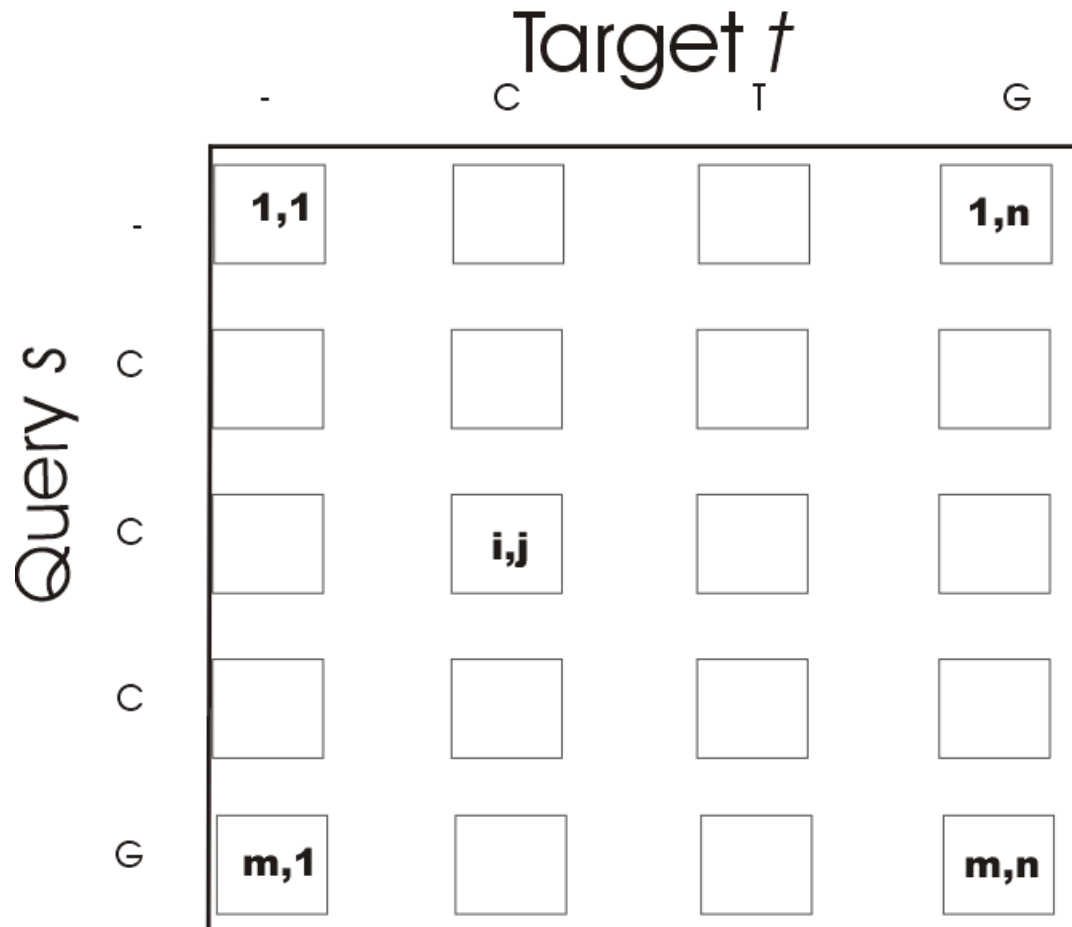 Target t
- C T G
- 1,1 1,n
Query s
C
C i,j
C
G m,1 m,n